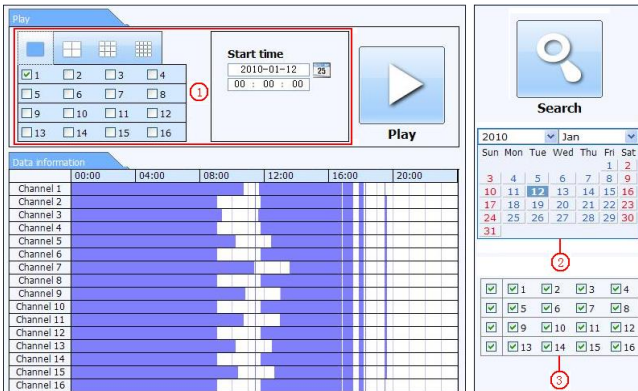 Play
1 2 3 4
5 6 7 8
9 10 11 12
13 14 15 16
1
Start time
2010-01-12 25
00 : 00 : 00
Play
Data information
00:00 04:00 08:00 12:00 16:00 20:00
Channel 1
Channel 2
Channel 3
Channel 4
Channel 5
Channel 6
Channel 7
Channel 8
Channel 9
Channel 10
Channel 11
Channel 12
Channel 13
Channel 14
Channel 15
Channel 16
Search
2010 Jan
Sun Mon Tue Wed Thu Fri Sat
1 2
3 4 5 6 7 8 9
10 11 12 13 14 15 16
17 18 19 20 21 22 23
24 25 26 27 28 29 30
31
2
1 2 3 4
5 6 7 8
9 10 11 12
13 14 15 16
3